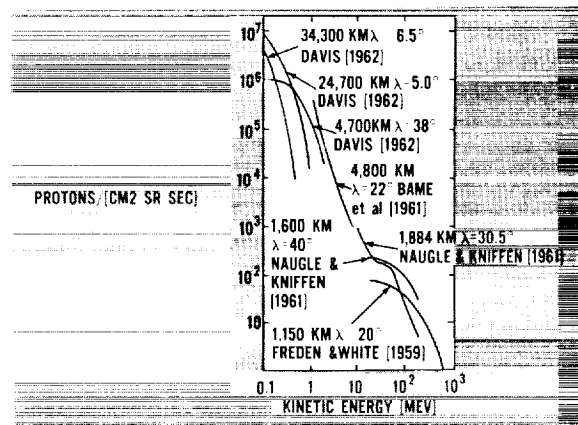 10⁷
34,300 KMλ 6.5°
DAVIS [1962]
10⁶
24,700 KM λ=5.0°
DAVIS [1962]
10⁵
4,700KM λ=38°
DAVIS [1962]
10⁴
4,800 KM
λ=22° BAME
et al [1961]
PROTONS/[CM2 SR SEC]
10³
1,600 KM
λ=40°
NAUGLE &
KNIFFEN
[1961]
1,884 KM λ=30.5°
NAUGLE & KNIFFEN [1961]
10²
10
1,150 KM λ 20°
FREDEN & WHITE [1959]
0.1 1 10 10² 10³
KINETIC ENERGY [MEV]